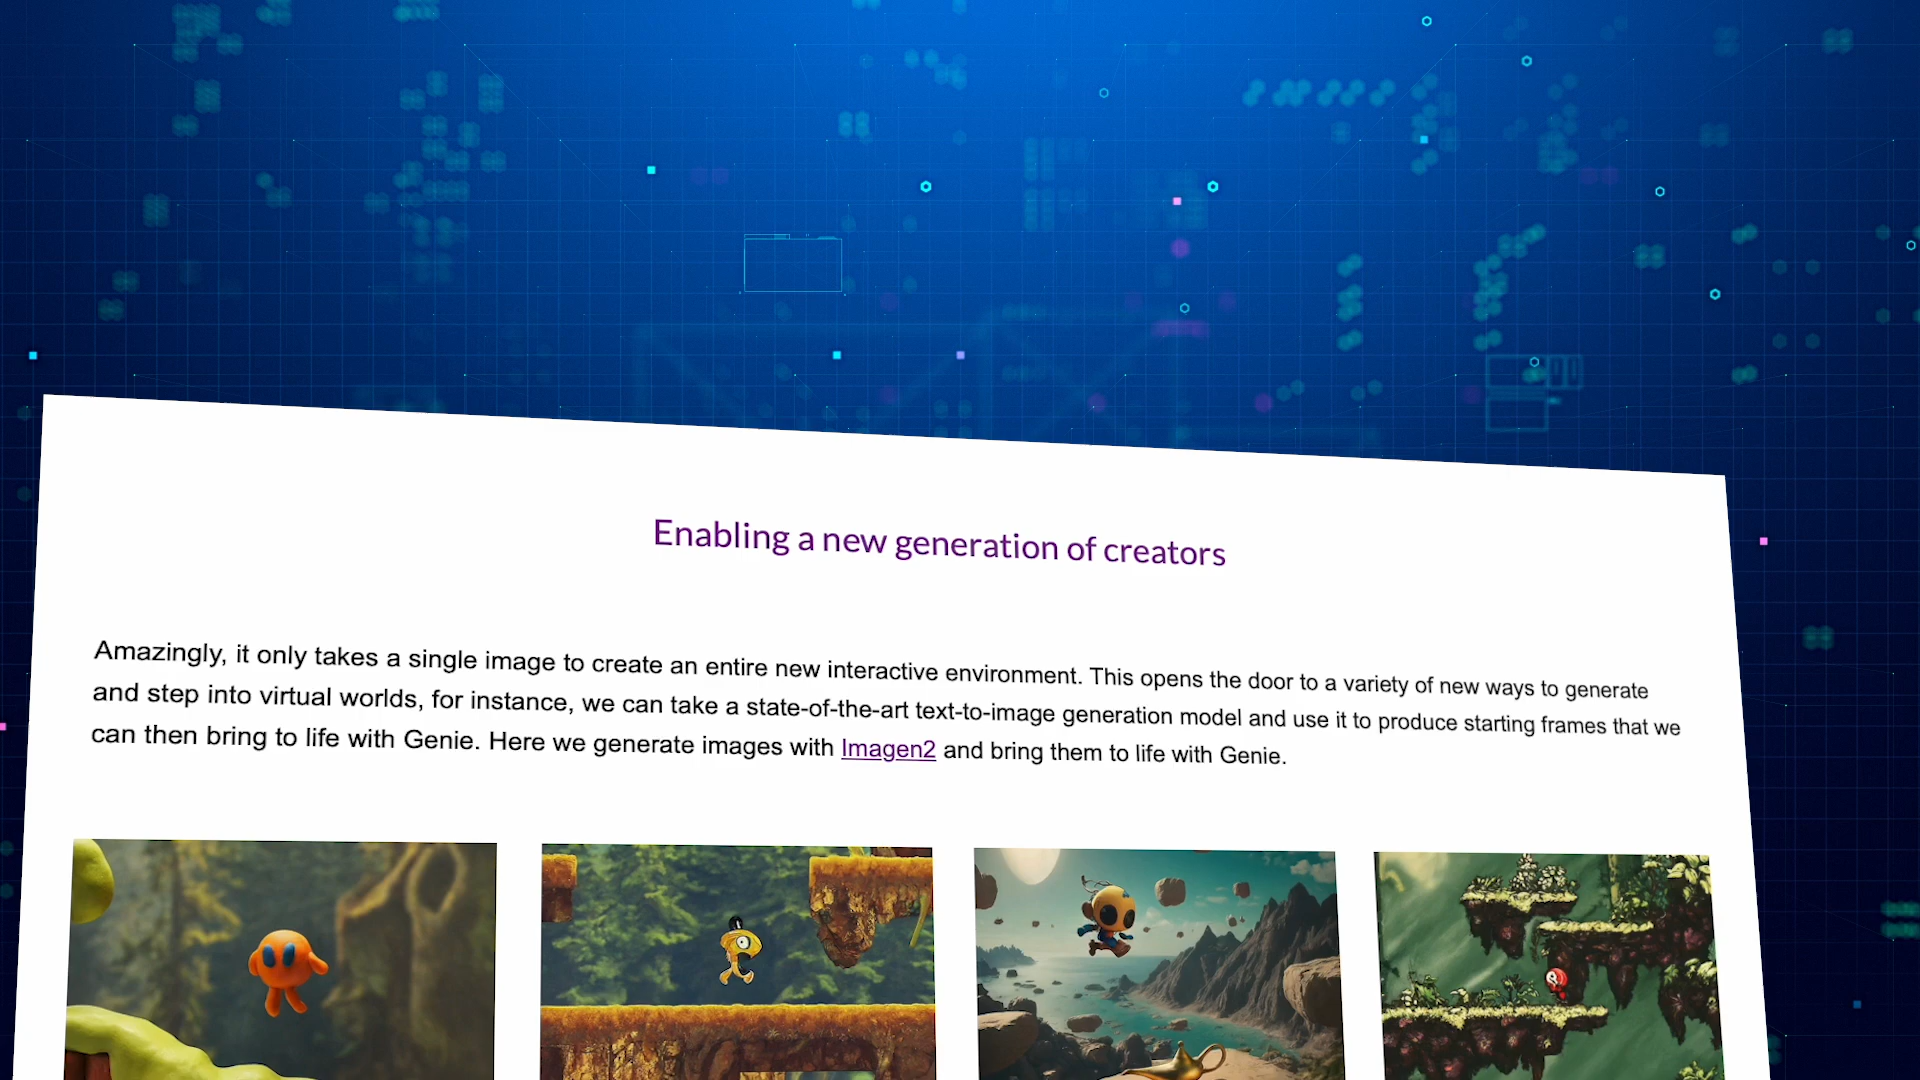 Enabling a new generation of creators
Amazingly, it only takes a single image to create an entire new interactive environment. This opens the door to a variety of new ways to generate
and step into virtual worlds, for instance, we can take a state-of-the-art text-to-image generation model and use it to produce starting frames that we
can then bring to life with Genie. Here we generate images with Imagen2 and bring them to life with Genie.